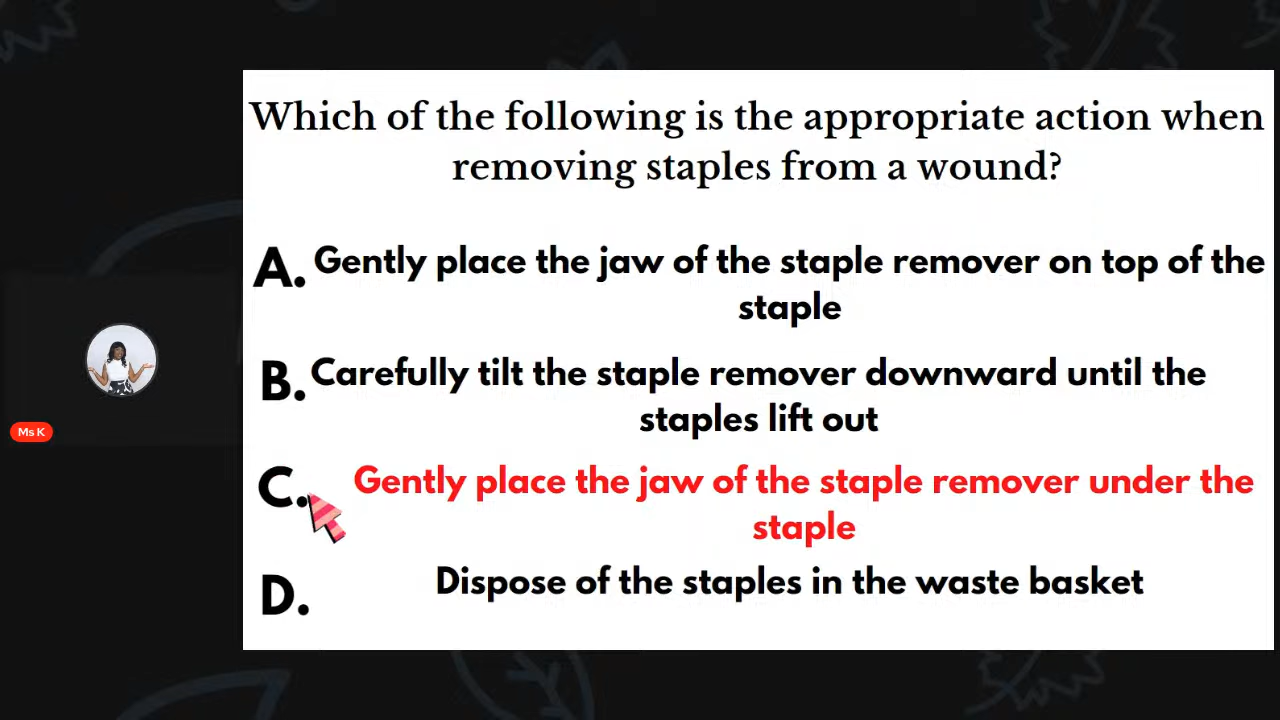 Which of the following is the appropriate action when
removing staples from a wound?
A. Gently place the jaw of the staple remover on top of the
staple
B. Carefully tilt the staple remover downward until the
staples lift out
Ms K
C. Gently place the jaw of the staple remover under the
staple
D. Dispose of the staples in the waste basket